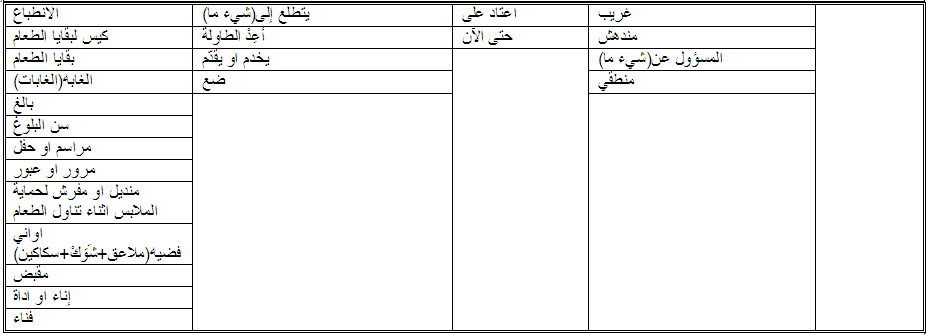 الانطباع
كيس لبقايا الطعام
بقايا الطعام
الغابه(الغابات)
بالغ
سن البلوغ
مراسم او حفل
مرور او عبور
منديل او مفرش لحماية
الملابس اثناء تناول الطعام
اواني
فضيه(ملاعق+شوَكْ+سكاكين)
مقبض
إناء او اداة
فناء
يتطلع إلى(شيء ما)
أعِدْ الطاولة
يخدم او يقدّم
ضع
اعتاد على
حتى الآن
غريب
مندهش
المسؤول عن(شيء ما)
منطقي